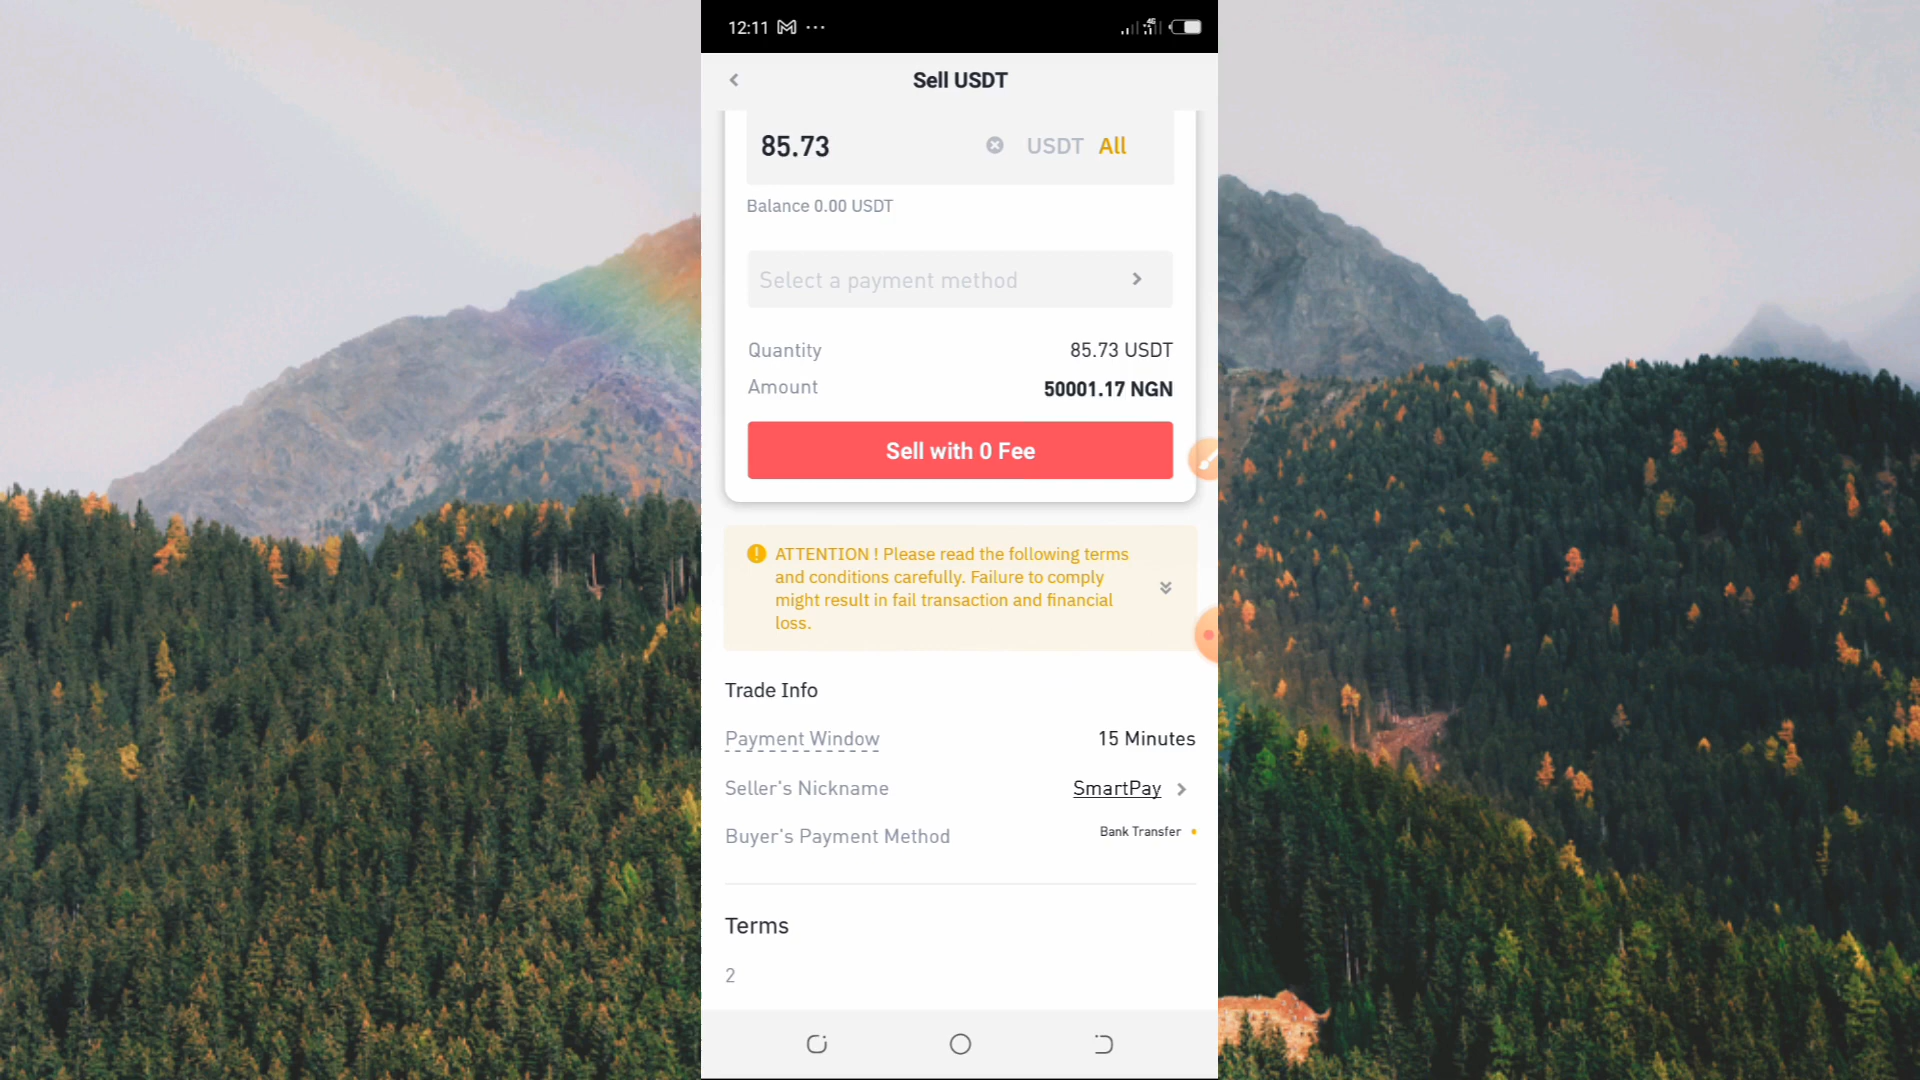 12:11
4G
Sell USDT
85.73 USDT All
Balance 0.00 USDT
Select a payment method
Quantity 85.73 USDT
Amount 50001.17 NGN
Sell with 0 Fee
ATTENTION ! Please read the following terms
and conditions carefully. Failure to comply
might result in fail transaction and financial
loss.
Trade Info
Payment Window 15 Minutes
Seller's Nickname SmartPay
Buyer's Payment Method Bank Transfer
Terms
2